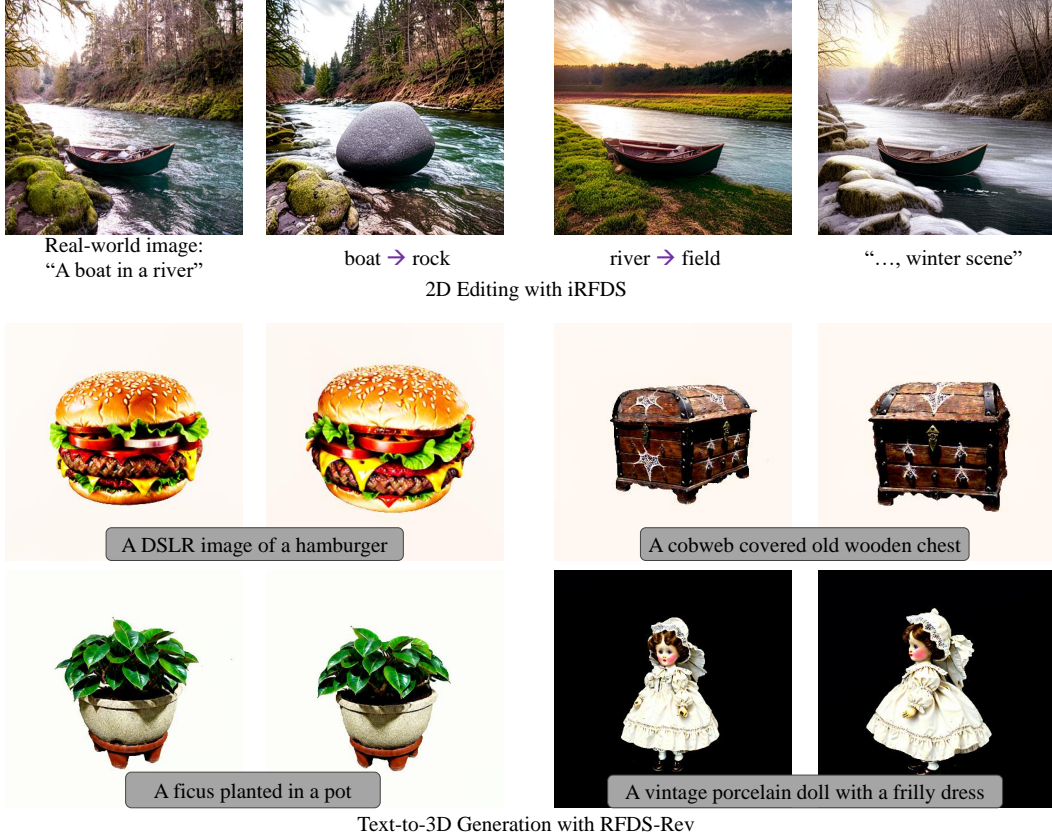 Real-world image:
“A boat in a river”
boat → rock
river → field
“…, winter scene”
2D Editing with iRFDS
A DSLR image of a hamburger
A cobweb covered old wooden chest
A ficus planted in a pot
A vintage porcelain doll with a frilly dress
Text-to-3D Generation with RFDS-Rev